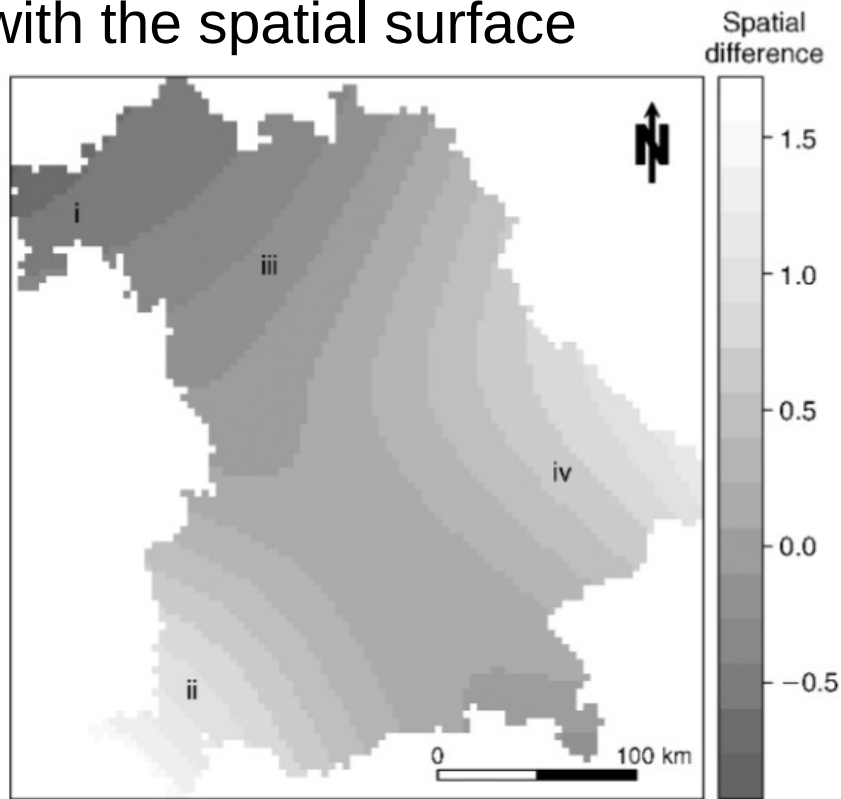 with the spatial surface
Spatial
difference
N
1.5
i
iii
1.0
0.5
iv
0.0
ii
−0.5
0 100 km